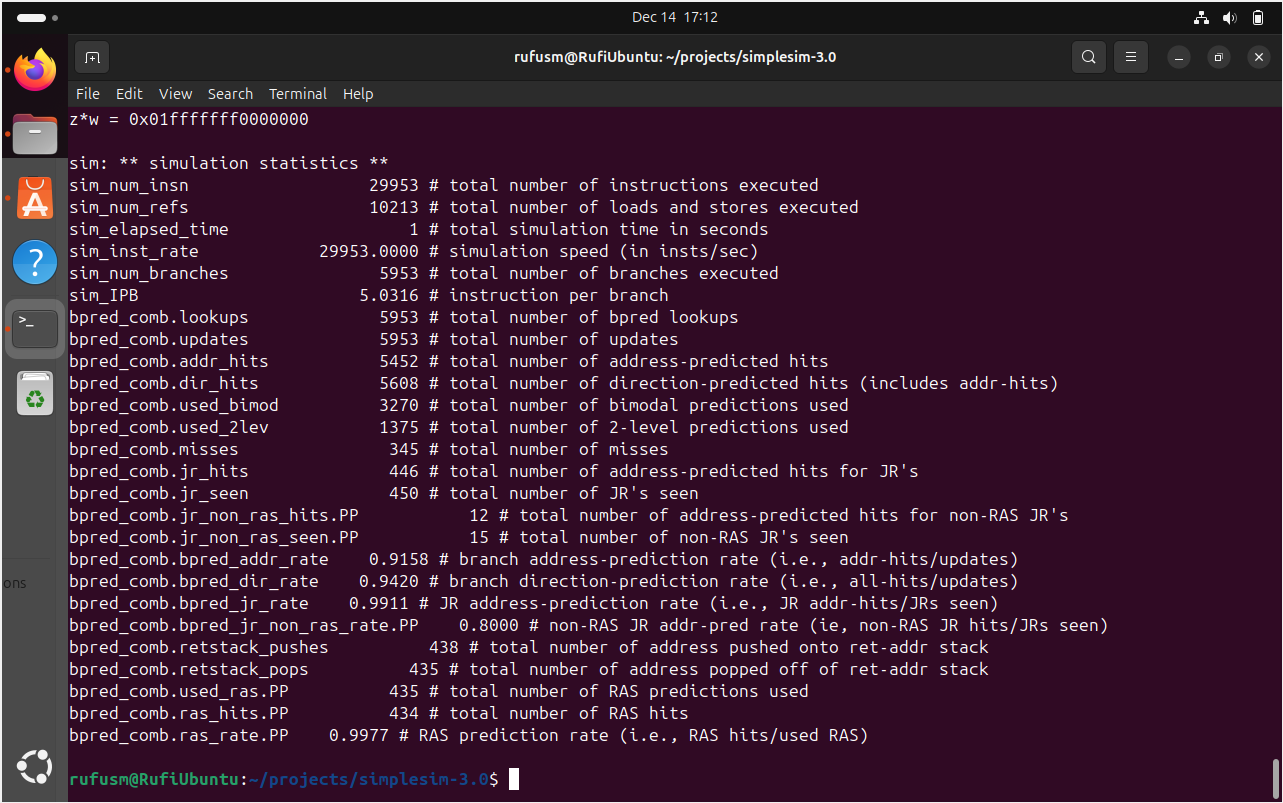 Dec 14 17:12
rufusm@RufiUbuntu: ~/projects/simplesim-3.0
File Edit View Search Terminal Help
z*w = 0x01fffffff0000000
sim: ** simulation statistics **
sim_num_insn 29953 # total number of instructions executed
sim_num_refs 10213 # total number of loads and stores executed
sim_elapsed_time 1 # total simulation time in seconds
sim_inst_rate 29953.0000 # simulation speed (in insts/sec)
sim_num_branches 5953 # total number of branches executed
sim_IPB 5.0316 # instruction per branch
bpred_comb.lookups 5953 # total number of bpred lookups
bpred_comb.updates 5953 # total number of updates
bpred_comb.addr_hits 5452 # total number of address-predicted hits
bpred_comb.dir_hits 5608 # total number of direction-predicted hits (includes addr-hits)
bpred_comb.used_bimod 3270 # total number of bimodal predictions used
bpred_comb.used_2lev 1375 # total number of 2-level predictions used
bpred_comb.misses 345 # total number of misses
bpred_comb.jr_hits 446 # total number of address-predicted hits for JR's
bpred_comb.jr_seen 450 # total number of JR's seen
bpred_comb.jr_non_ras_hits.PP 12 # total number of address-predicted hits for non-RAS JR's
bpred_comb.jr_non_ras_seen.PP 15 # total number of non-RAS JR's seen
bpred_comb.bpred_addr_rate 0.9158 # branch address-prediction rate (i.e., addr-hits/updates)
bpred_comb.bpred_dir_rate 0.9420 # branch direction-prediction rate (i.e., all-hits/updates)
ons
bpred_comb.bpred_jr_rate 0.9911 # JR address-prediction rate (i.e., JR addr-hits/JRs seen)
bpred_comb.bpred_jr_non_ras_rate.PP 0.8000 # non-RAS JR addr-pred rate (ie, non-RAS JR hits/JRs seen)
bpred_comb.retstack_pushes 438 # total number of address pushed onto ret-addr stack
bpred_comb.retstack_pops 435 # total number of address popped off of ret-addr stack
bpred_comb.used_ras.PP 435 # total number of RAS predictions used
bpred_comb.ras_hits.PP 434 # total number of RAS hits
bpred_comb.ras_rate.PP 0.9977 # RAS prediction rate (i.e., RAS hits/used RAS)
rufusm@RufiUbuntu:~/projects/simplesim-3.0$